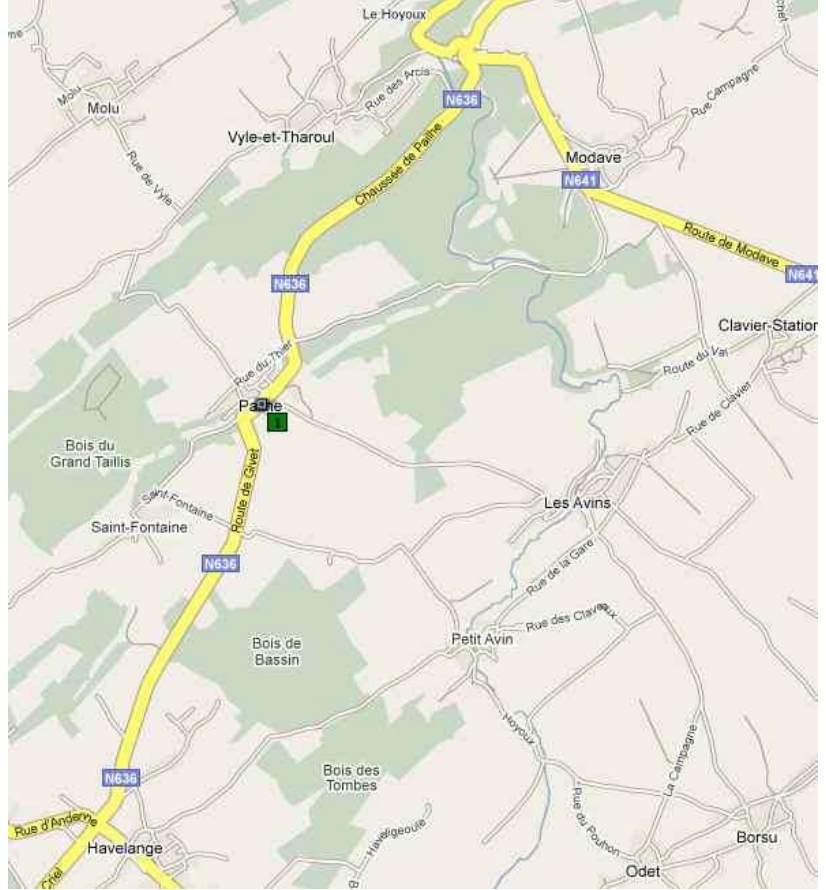 Le Hoyoux
Molu
Molu
Rue des Arcis
N636
Rue Campagne
Vyle-et-Tharoul
Rue de Vyle
Chaussée de Pailhe
Modave
N641
Route de Modave
N641
N636
Clavier-Station
Rue du Thier
Route du Val
Rue de Clavier
Bois du
Grand Taillis
Route de Givet
Saint-Fontaine
Saint-Fontaine
Les Avins
N636
Rue de la Gare
Rue des Claveaux
Petit Avin
Bois de
Bassin
Hoyoux
La Campagne
N636
Bois des
Tombes
Rue d'Andenne
Havelange
Rue du Pouhon
Borsu
Odet